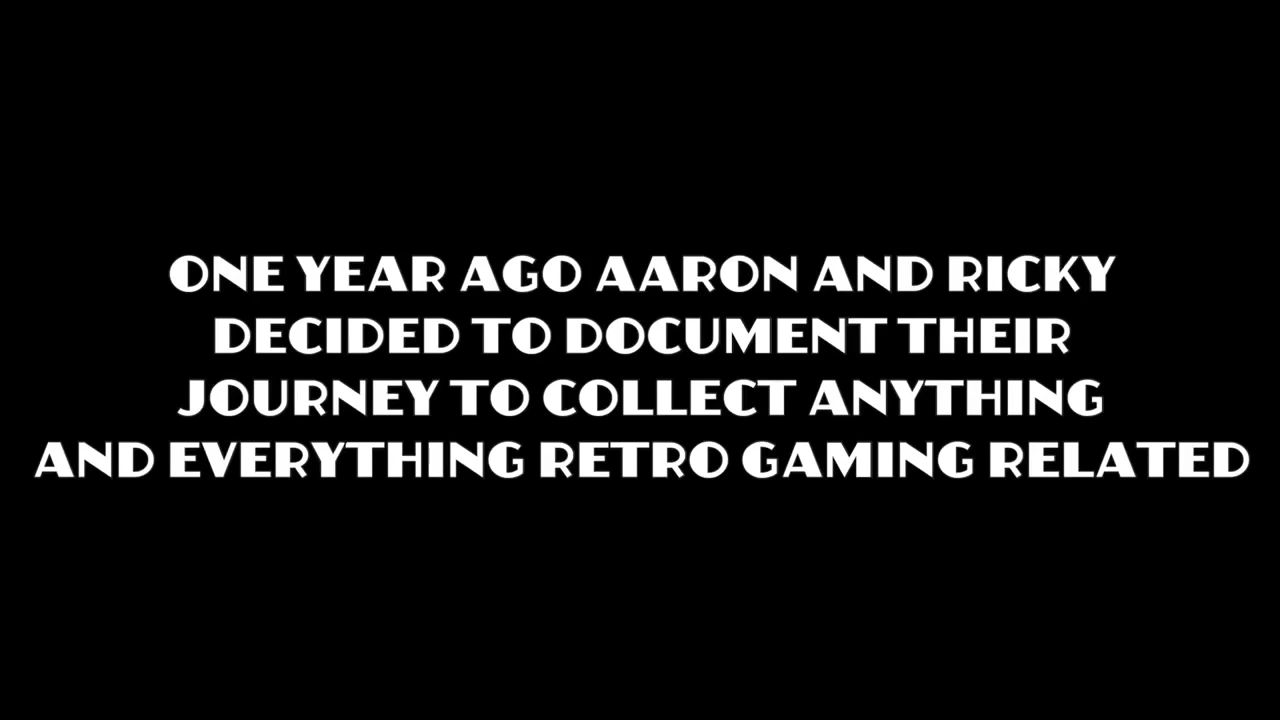 ONE YEAR AGO AARON AND RICKY
DECIDED TO DOCUMENT THEIR
JOURNEY TO COLLECT ANYTHING
AND EVERYTHING RETRO GAMING RELATED